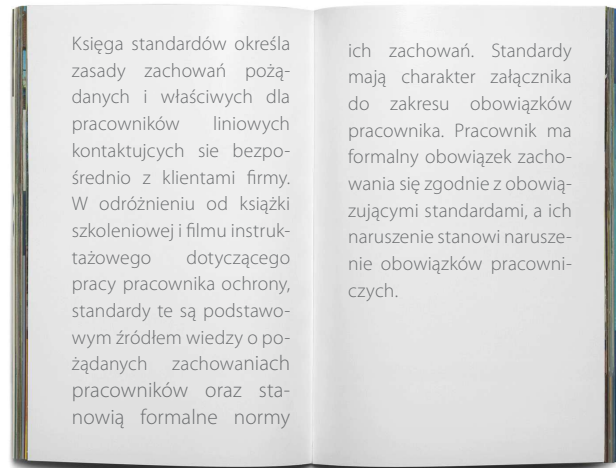 Księga standardów określa
zasady zachowań pożą-
danych i właściwych dla
pracowników liniowych
kontaktujcych sie bezpo-
średnio z klientami firmy.
W odróżnieniu od książki
szkoleniowej i filmu instruk-
tażowego dotyczącego
pracy pracownika ochrony,
standardy te są podstawo-
wym źródłem wiedzy o po-
żądanych zachowaniach
pracowników oraz sta-
nowią formalne normy
ich zachowań. Standardy
mają charakter załącznika
do zakresu obowiązków
pracownika. Pracownik ma
formalny obowiązek zacho-
wania się zgodnie z obowią-
zującymi standardami, a ich
naruszenie stanowi narusze-
nie obowiązków pracowni-
czych.